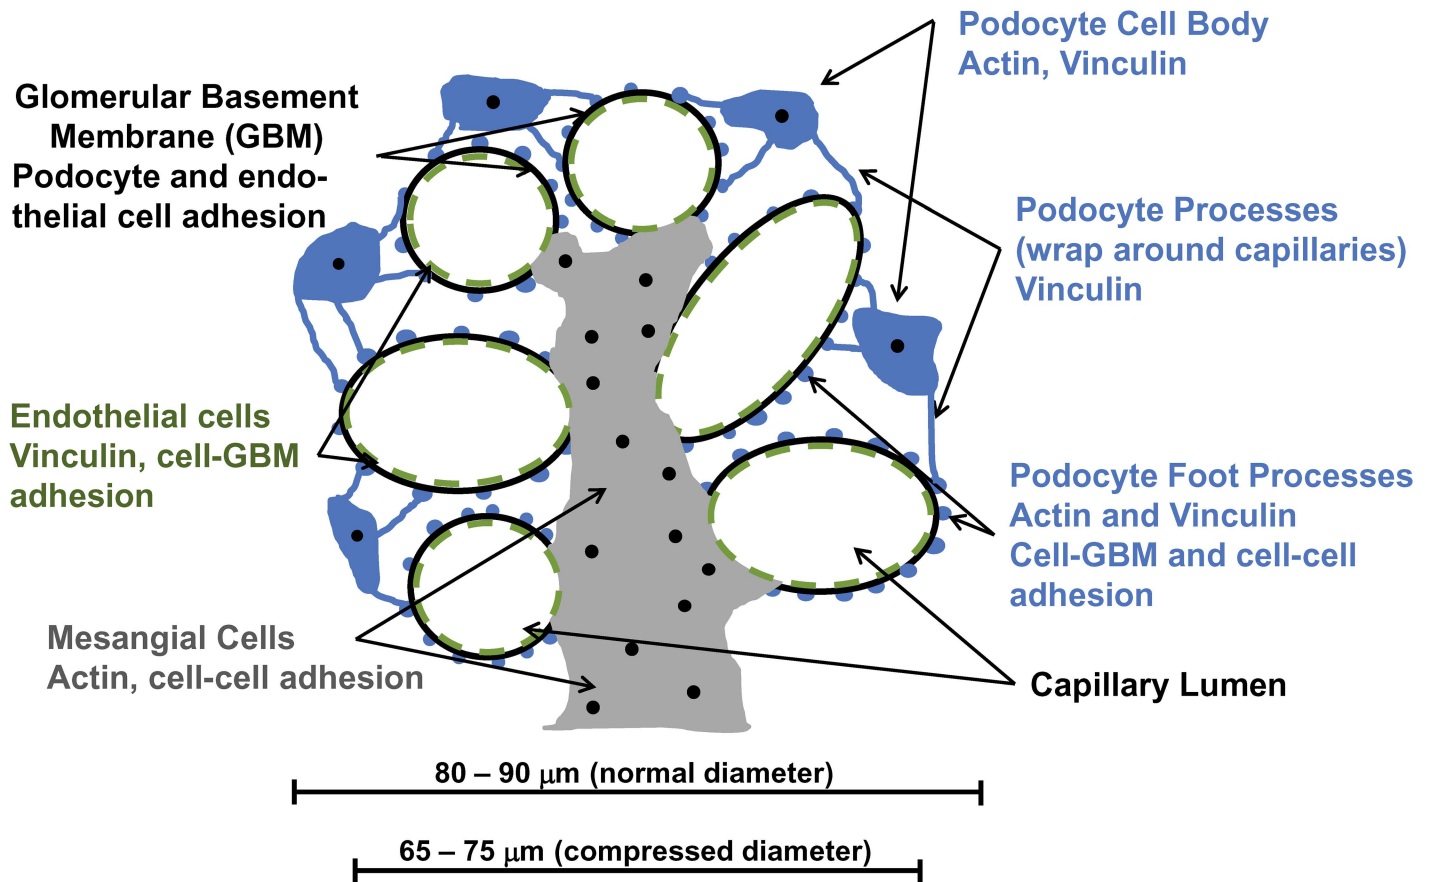 Podocyte Cell Body
Actin, Vinculin
Glomerular Basement
Membrane (GBM)
Podocyte and endo-
thelial cell adhesion
Podocyte Processes
(wrap around capillaries)
Vinculin
Endothelial cells
Vinculin, cell-GBM
adhesion
Podocyte Foot Processes
Actin and Vinculin
Cell-GBM and cell-cell
adhesion
Mesangial Cells
Actin, cell-cell adhesion
Capillary Lumen
80 – 90 μm (normal diameter)
65 – 75 μm (compressed diameter)